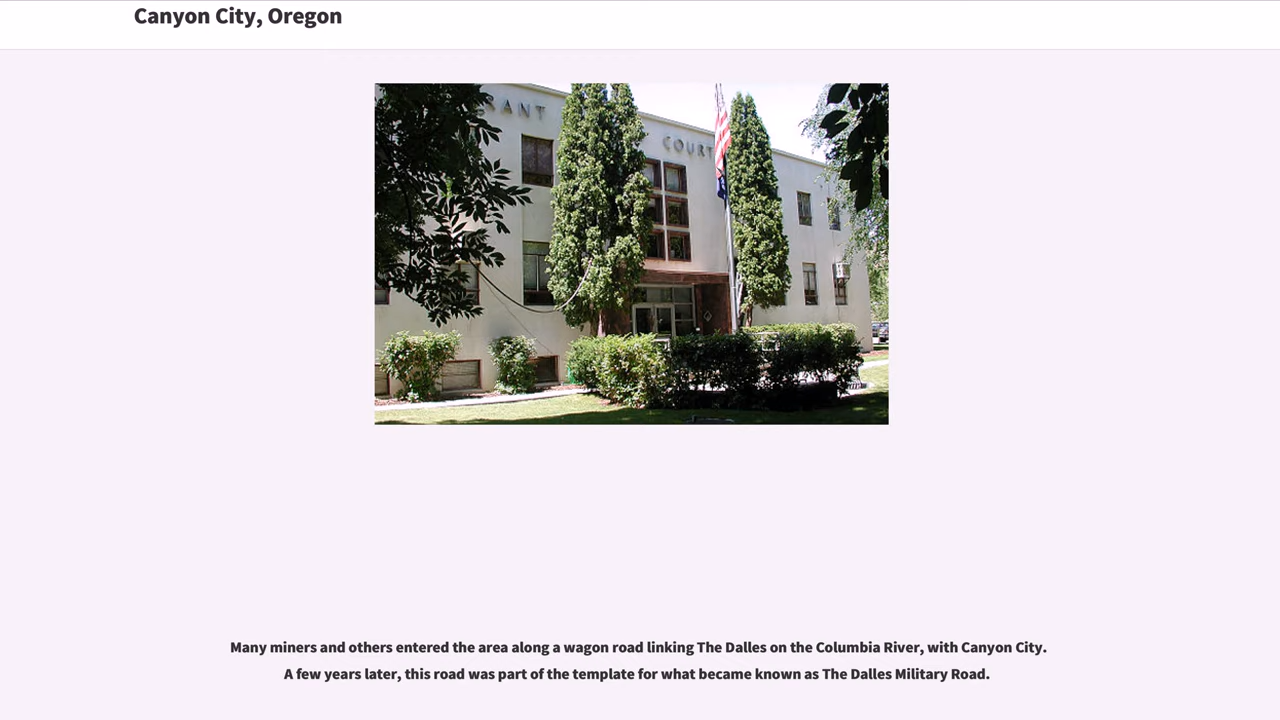 Canyon City, Oregon
RANT COURT
Many miners and others entered the area along a wagon road linking The Dalles on the Columbia River, with Canyon City.
A few years later, this road was part of the template for what became known as The Dalles Military Road.